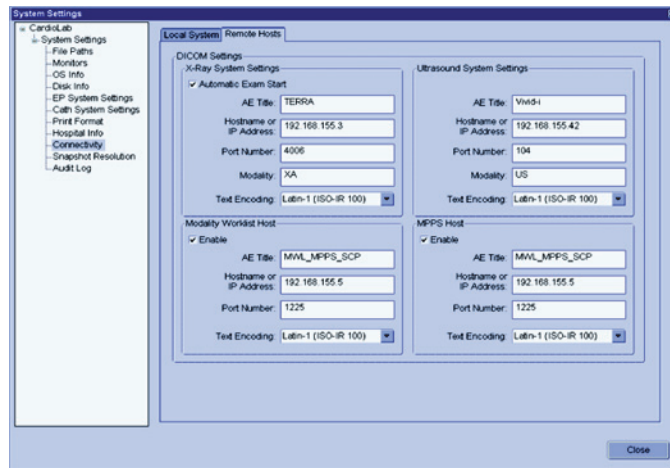 System Settings
CardioLab
System Settings
File Paths
Monitors
OS Info
Disk Info
EP System Settings
Cath System Settings
Print Format
Hospital Info
Connectivity
Snapshot Resolution
Audit Log
Local System Remote Hosts
DICOM Settings
X-Ray System Settings
Automatic Exam Start
AE Title: TERRA
Hostname or
IP Address: 192.168.155.3
Port Number: 4006
Modality: XA
Text Encoding: Latin-1 (ISO-IR 100)
Ultrasound System Settings
AE Title: Vivid-i
Hostname or
IP Address: 192.168.155.42
Port Number: 104
Modality: US
Text Encoding: Latin-1 (ISO-IR 100)
Modality Worklist Host
Enable
AE Title: MWL_MPPS_SCP
Hostname or
IP Address: 192.168.155.5
Port Number: 1225
Text Encoding: Latin-1 (ISO-IR 100)
MPPS Host
Enable
AE Title: MWL_MPPS_SCP
Hostname or
IP Address: 192.168.155.5
Port Number: 1225
Text Encoding: Latin-1 (ISO-IR 100)
Close